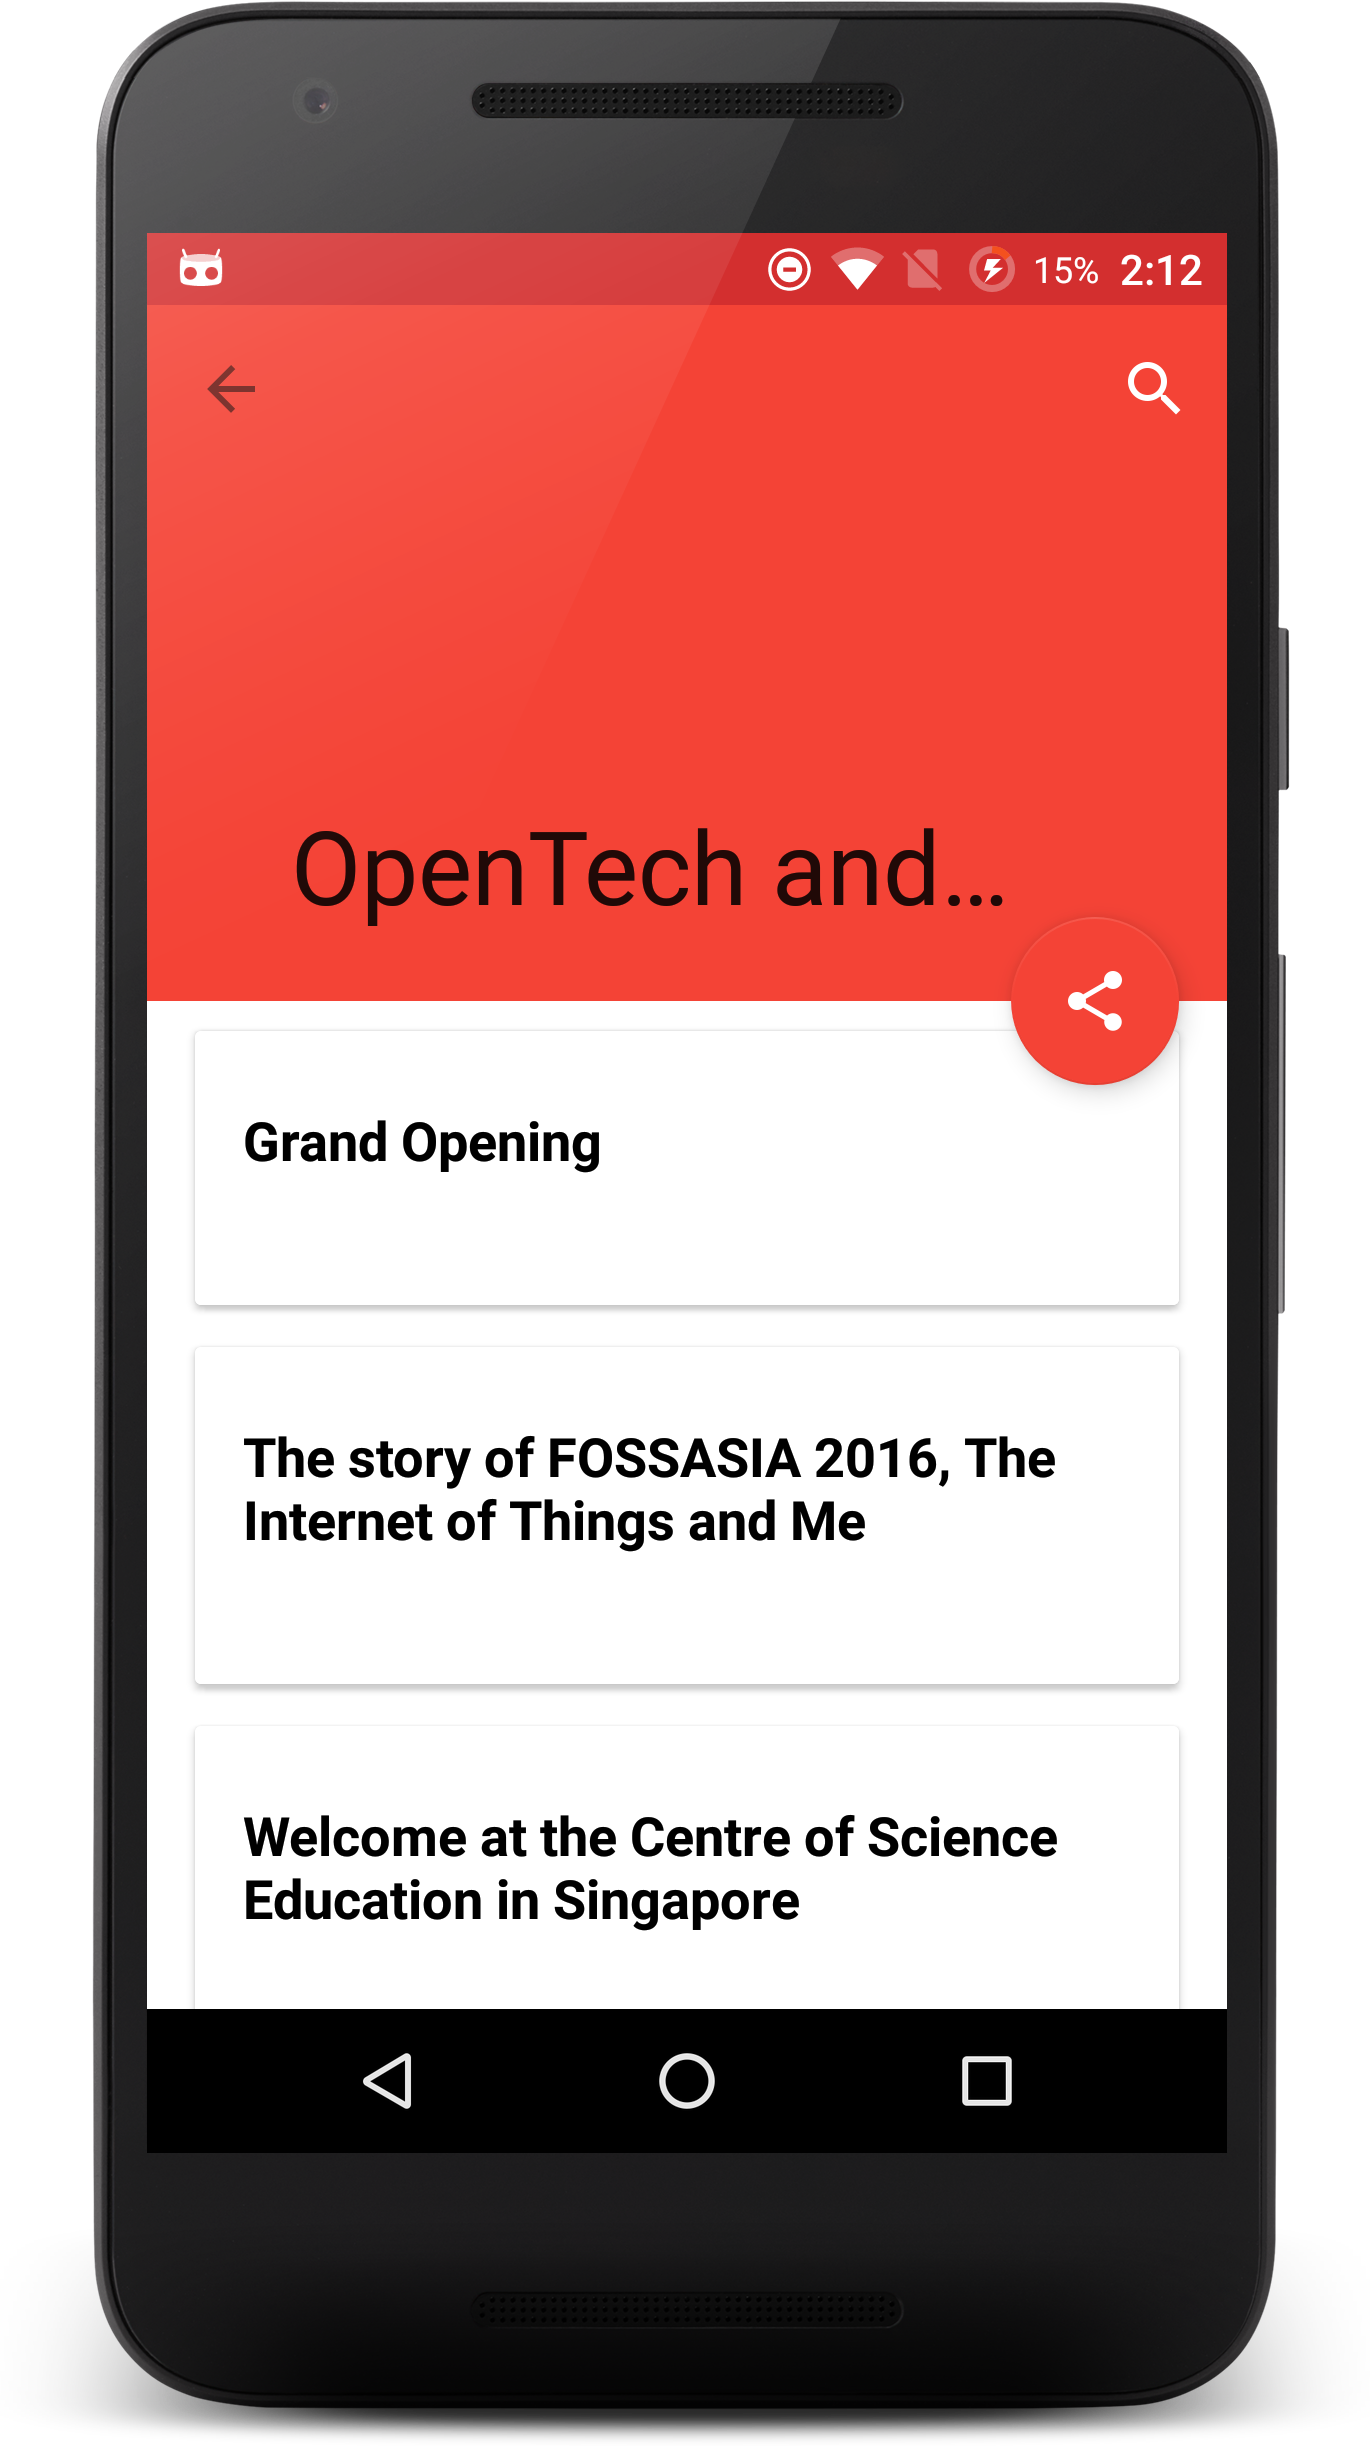 15% 2:12
OpenTech and...
Grand Opening
The story of FOSSASIA 2016, The
Internet of Things and Me
Welcome at the Centre of Science
Education in Singapore